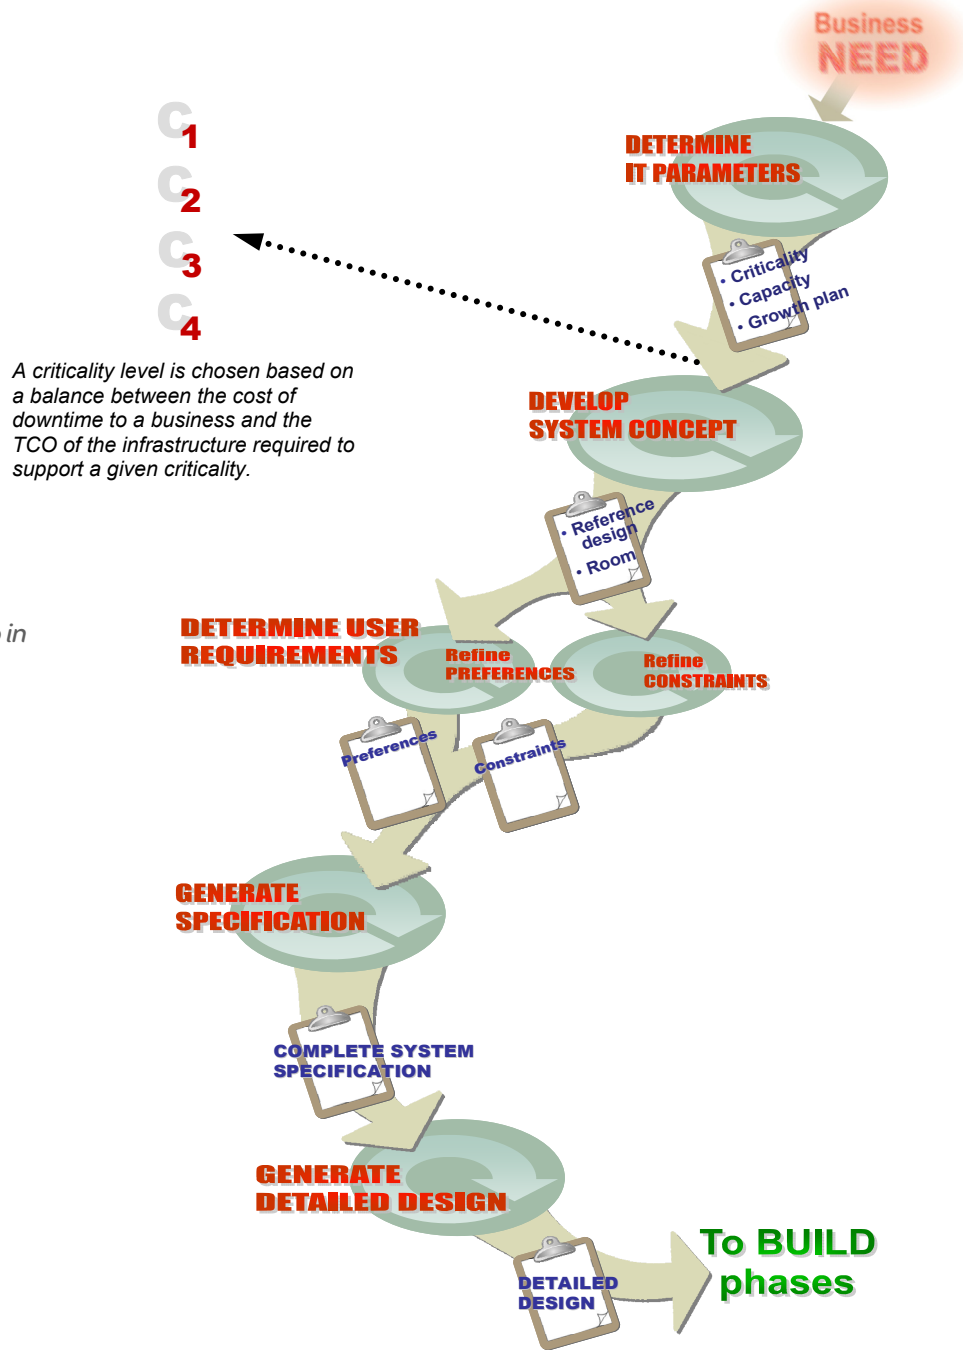 Business
NEED
DETERMINE
IT PARAMETERS
• Criticality
• Capacity
• Growth plan
C1
C2
C3
C4
A criticality level is chosen based on
a balance between the cost of
downtime to a business and the
TCO of the infrastructure required to
support a given criticality.
DEVELOP
SYSTEM CONCEPT
• Reference
design
• Room
in
DETERMINE USER
REQUIREMENTS
Refine
PREFERENCES
Refine
CONSTRAINTS
Preferences
Constraints
GENERATE
SPECIFICATION
COMPLETE SYSTEM
SPECIFICATION
GENERATE
DETAILED DESIGN
DETAILED
DESIGN
To BUILD
phases